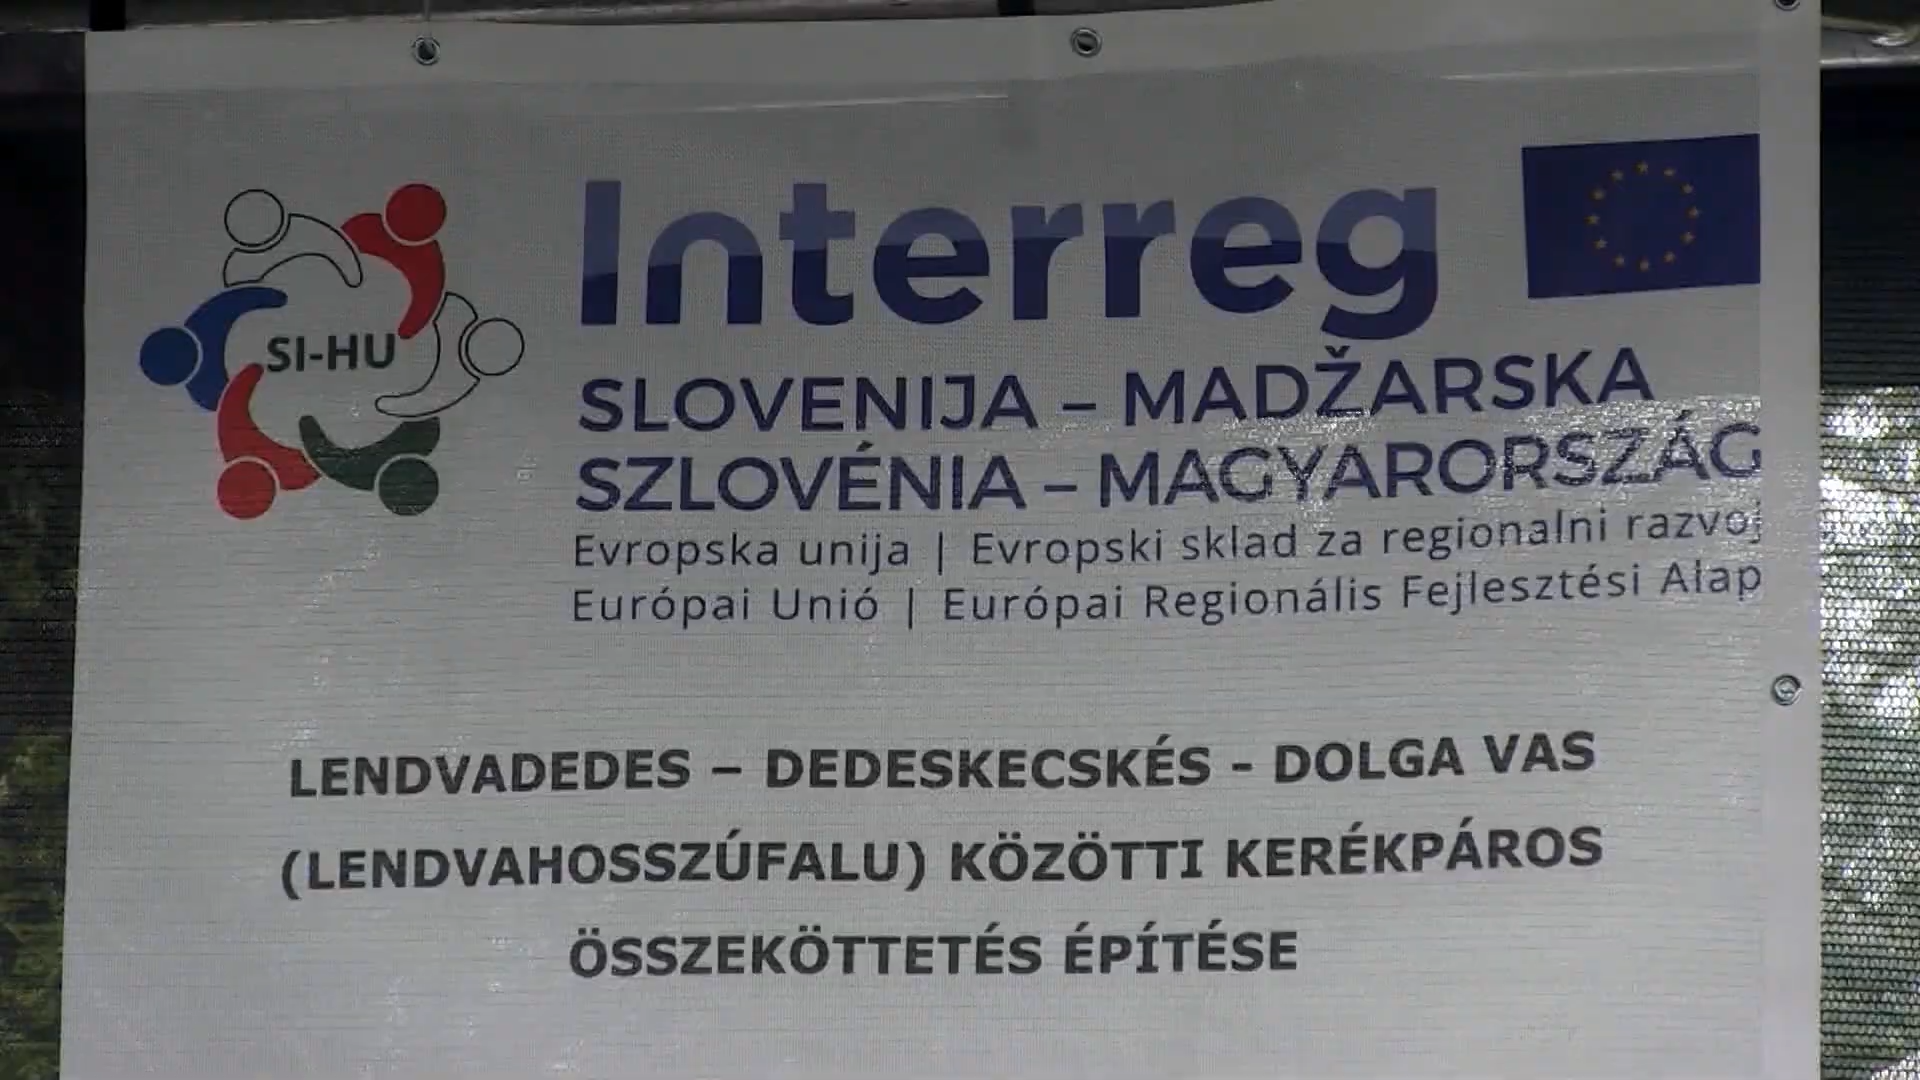 SI-HU
Interreg
SLOVENIJA – MADŽARSKA
SZLOVÉNIA – MAGYARORSZÁG
Evropska unija | Evropski sklad za regionalni razvoj
Európai Unió | Európai Regionális Fejlesztési Alap
LENDVADEDES – DEDESKECSKÉS - DOLGA VAS
(LENDVAHOSSZÚFALU) KÖZÖTTI KERÉKPÁROS
ÖSSZEKÖTTETÉS ÉPÍTÉSE